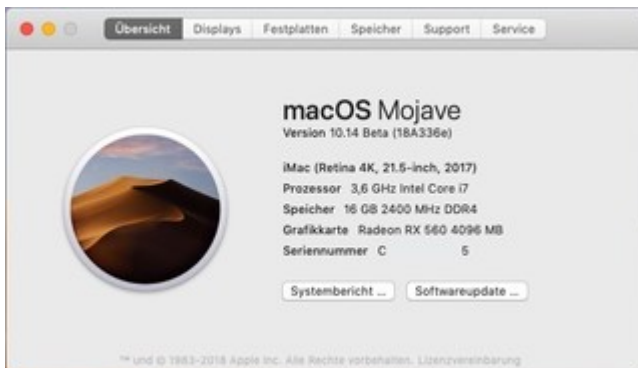 Übersicht Displays Festplatten Speicher Support Service
macOS Mojave
Version 10.14 Beta (18A336e)
iMac (Retina 4K, 21.5-inch, 2017)
Prozessor 3,6 GHz Intel Core i7
Speicher 16 GB 2400 MHz DDR4
Grafikkarte Radeon RX 560 4096 MB
Seriennummer C 5
Systembericht ... Softwareupdate ...
™ und © 1983-2018 Apple Inc. Alle Rechte vorbehalten. Lizenzvereinbarung